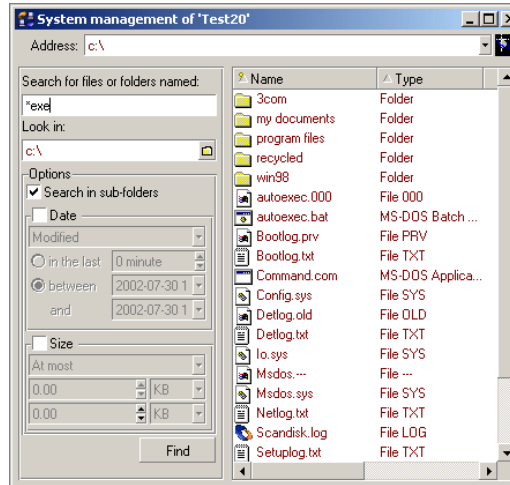 System management of 'Test20'
Address: c:\
Search for files or folders named:
*exe
Look in:
c:\
Options
Search in sub-folders
Date
Modified
in the last 0 minute
between 2002-07-30 1
and 2002-07-30 1
Size
At most
0.00 KB
0.00 KB
Find
Name Type
3com Folder
my documents Folder
program files Folder
recycled Folder
win98 Folder
autoexec.000 File 000
autoexec.bat MS-DOS Batch ...
Bootlog.prv File PRV
Bootlog.txt File TXT
Command.com MS-DOS Applica...
Config.sys File SYS
Detlog.old File OLD
Detlog.txt File TXT
Io.sys File SYS
Msdos.--- File ---
Msdos.sys File SYS
Netlog.txt File TXT
Scandisk.log File LOG
Setuplog.txt File TXT